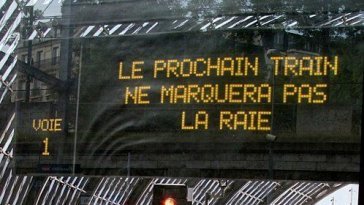 LE PROCHAIN TRAIN
NE MARQUERA PAS
LA RAIE
VOIE
1